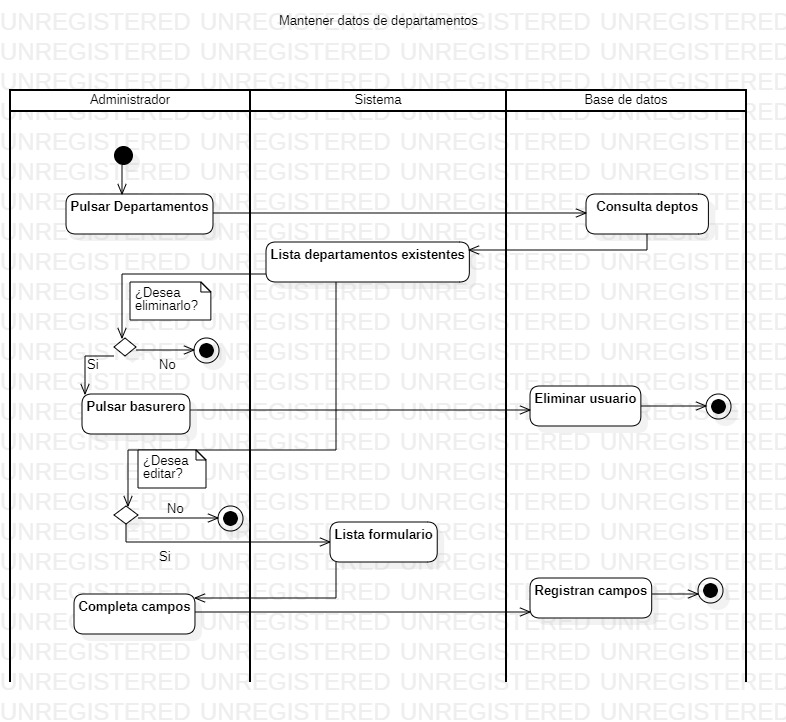 Mantener datos de departamentos
Administrador
Sistema
Base de datos
Pulsar Departamentos
Consulta deptos
Lista departamentos existentes
¿Desea
eliminarlo?
Si
No
Pulsar basurero
Eliminar usuario
¿Desea
editar?
No
Si
Lista formulario
Completa campos
Registran campos
UNREGISTERED UNREGISTERED UNREGISTERED UNREGISTERED